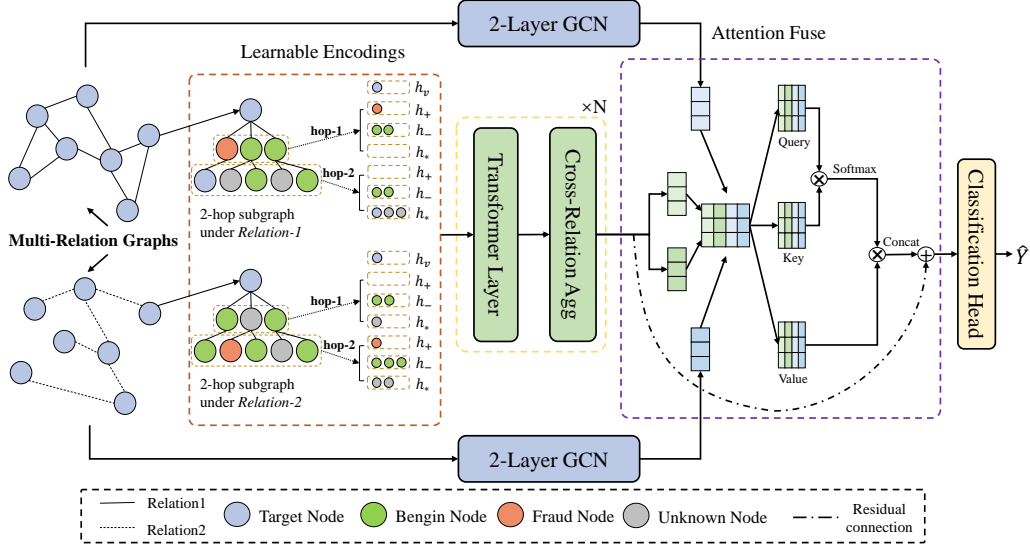 2-Layer GCN
Attention Fuse
Learnable Encodings
×N
h_v
h_+
hop-1
h_−
h_*
hop-2
h_+
h_−
h_*
2-hop subgraph
under Relation-1
Multi-Relation Graphs
h_v
h_+
hop-1
h_−
h_*
hop-2
h_+
h_−
h_*
2-hop subgraph
under Relation-2
Transformer Layer
Cross-Relation Agg
Query
Softmax
Key
Concat
Value
Classification Head
Ŷ
2-Layer GCN
Relation1
Relation2
Target Node
Bengin Node
Fraud Node
Unknown Node
Residual
connection